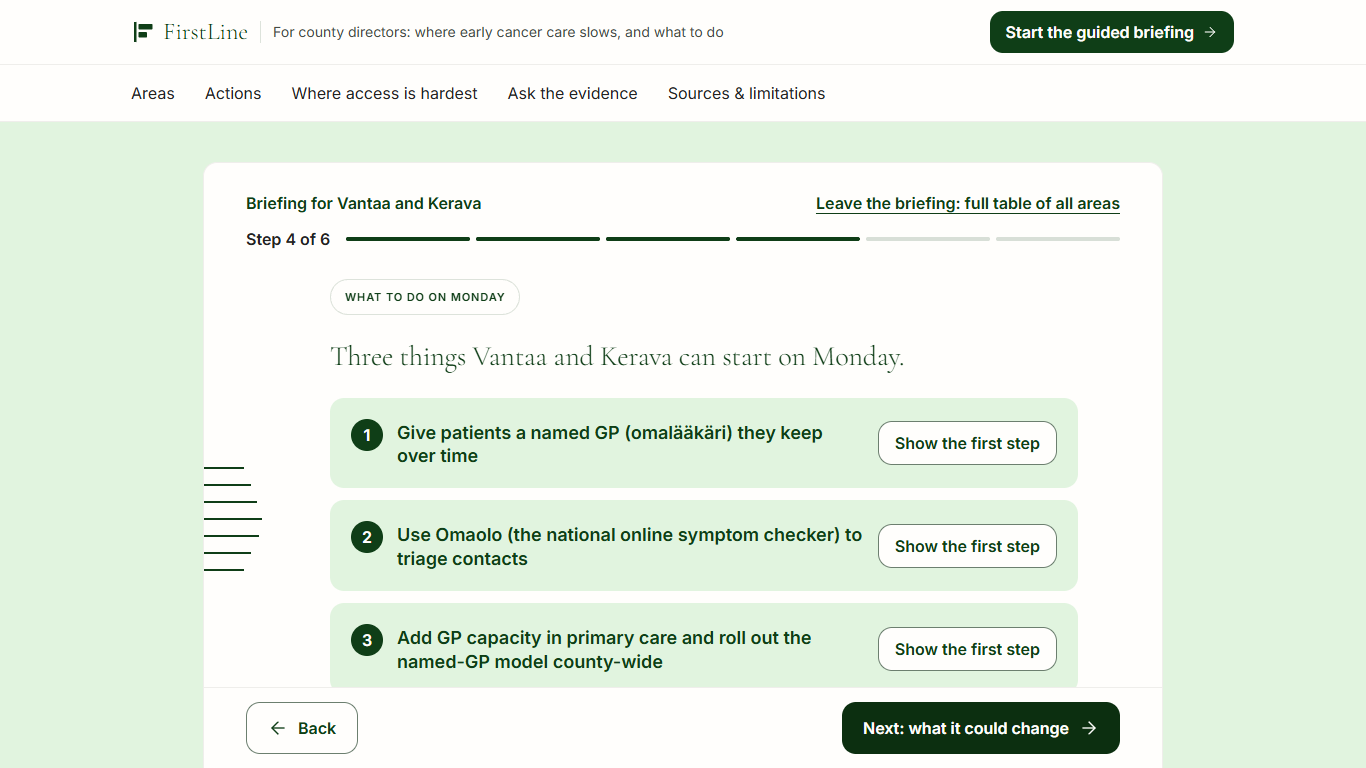 FirstLine
For county directors: where early cancer care slows, and what to do
Start the guided briefing
Areas
Actions
Where access is hardest
Ask the evidence
Sources & limitations
Briefing for Vantaa and Kerava
Leave the briefing: full table of all areas
Step 4 of 6
WHAT TO DO ON MONDAY
Three things Vantaa and Kerava can start on Monday.
1
Give patients a named GP (omalääkäri) they keep
over time
Show the first step
2
Use Omaolo (the national online symptom checker) to
triage contacts
Show the first step
3
Add GP capacity in primary care and roll out the
named-GP model county-wide
Show the first step
Back
Next: what it could change